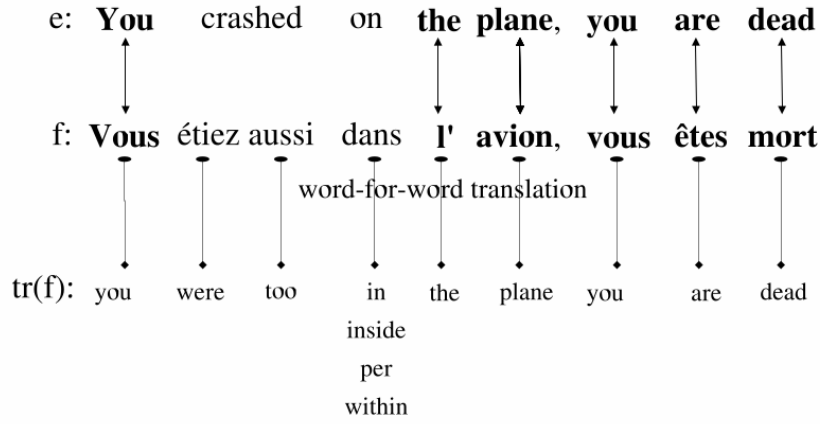 e: You crashed on the plane, you are dead
f: Vous étiez aussi dans l' avion, vous êtes mort
word-for-word translation
tr(f): you were too in the plane you are dead
inside
per
within